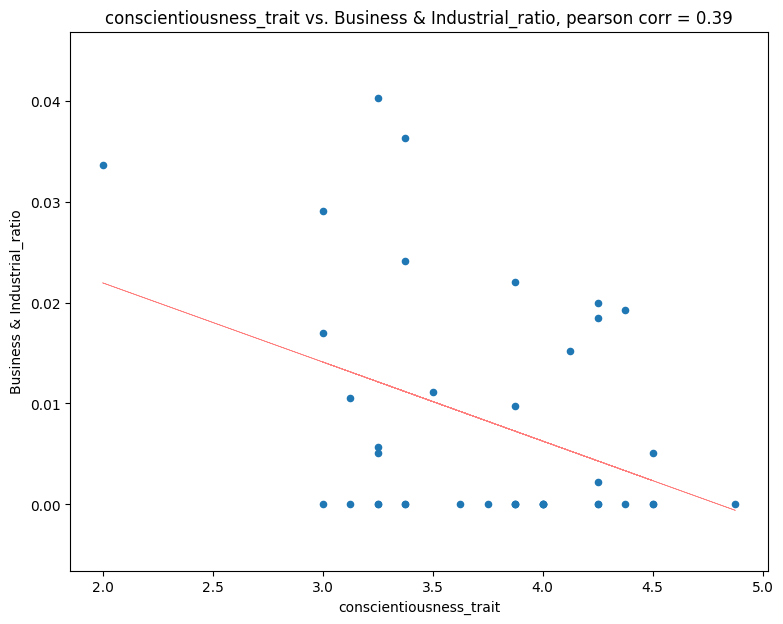 conscientiousness_trait vs. Business & Industrial_ratio, pearson corr = 0.39
Business & Industrial_ratio
0.04
0.03
0.02
0.01
0.00
2.0 2.5 3.0 3.5 4.0 4.5 5.0
conscientiousness_trait